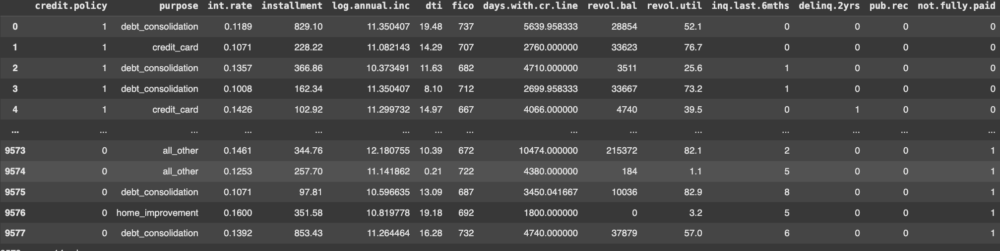 credit.policy purpose int.rate installment log.annual.inc dti fico days.with.cr.line revol.bal revol.util inq.last.6mths delinq.2yrs pub.rec not.fully.paid
0 1 debt_consolidation 0.1189 829.10 11.350407 19.48 737 5639.958333 28854 52.1 0 0 0 0
1 1 credit_card 0.1071 228.22 11.082143 14.29 707 2760.000000 33623 76.7 0 0 0 0
2 1 debt_consolidation 0.1357 366.86 10.373491 11.63 682 4710.000000 3511 25.6 1 0 0 0
3 1 debt_consolidation 0.1008 162.34 11.350407 8.10 712 2699.958333 33667 73.2 1 0 0 0
4 1 credit_card 0.1426 102.92 11.299732 14.97 667 4066.000000 4740 39.5 0 1 0 0
... ... ... ... ... ... ... ... ... ... ... ... ... ... ...
9573 0 all_other 0.1461 344.76 12.180755 10.39 672 10474.000000 215372 82.1 2 0 0 1
9574 0 all_other 0.1253 257.70 11.141862 0.21 722 4380.000000 184 1.1 5 0 0 1
9575 0 debt_consolidation 0.1071 97.81 10.596635 13.09 687 3450.041667 10036 82.9 8 0 0 1
9576 0 home_improvement 0.1600 351.58 10.819778 19.18 692 1800.000000 0 3.2 5 0 0 1
9577 0 debt_consolidation 0.1392 853.43 11.264464 16.28 732 4740.000000 37879 57.0 6 0 0 1